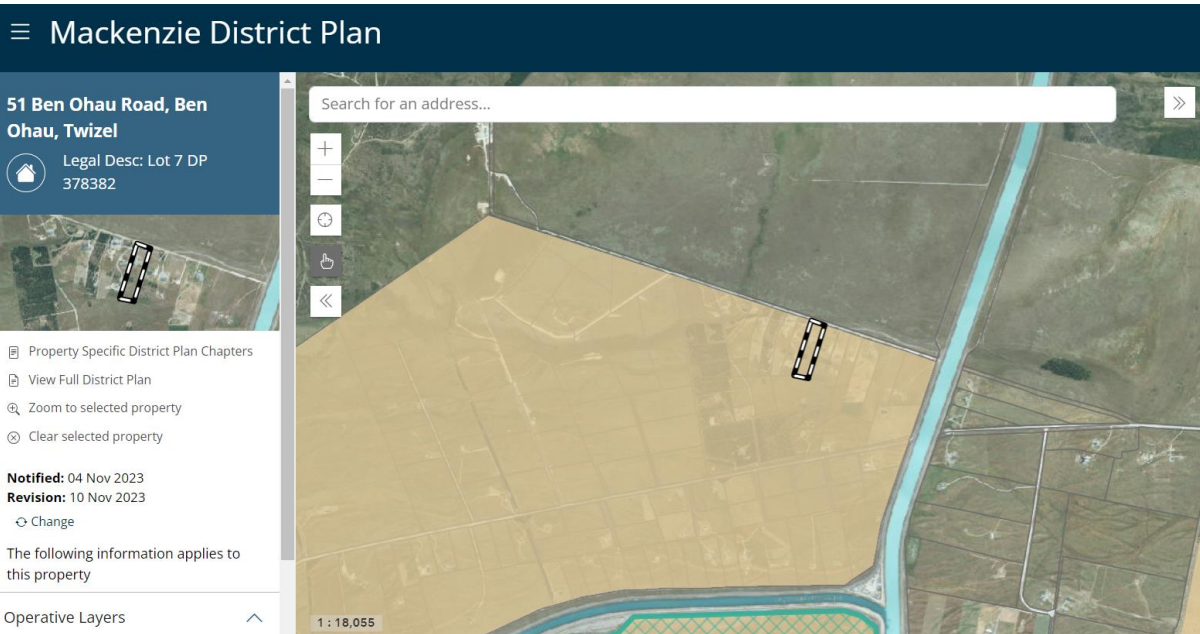 Mackenzie District Plan
51 Ben Ohau Road, Ben
Ohau, Twizel
Legal Desc: Lot 7 DP
378382
Property Specific District Plan Chapters
View Full District Plan
Zoom to selected property
Clear selected property
Notified: 04 Nov 2023
Revision: 10 Nov 2023
Change
The following information applies to
this property
Operative Layers
Search for an address...
1 : 18,055